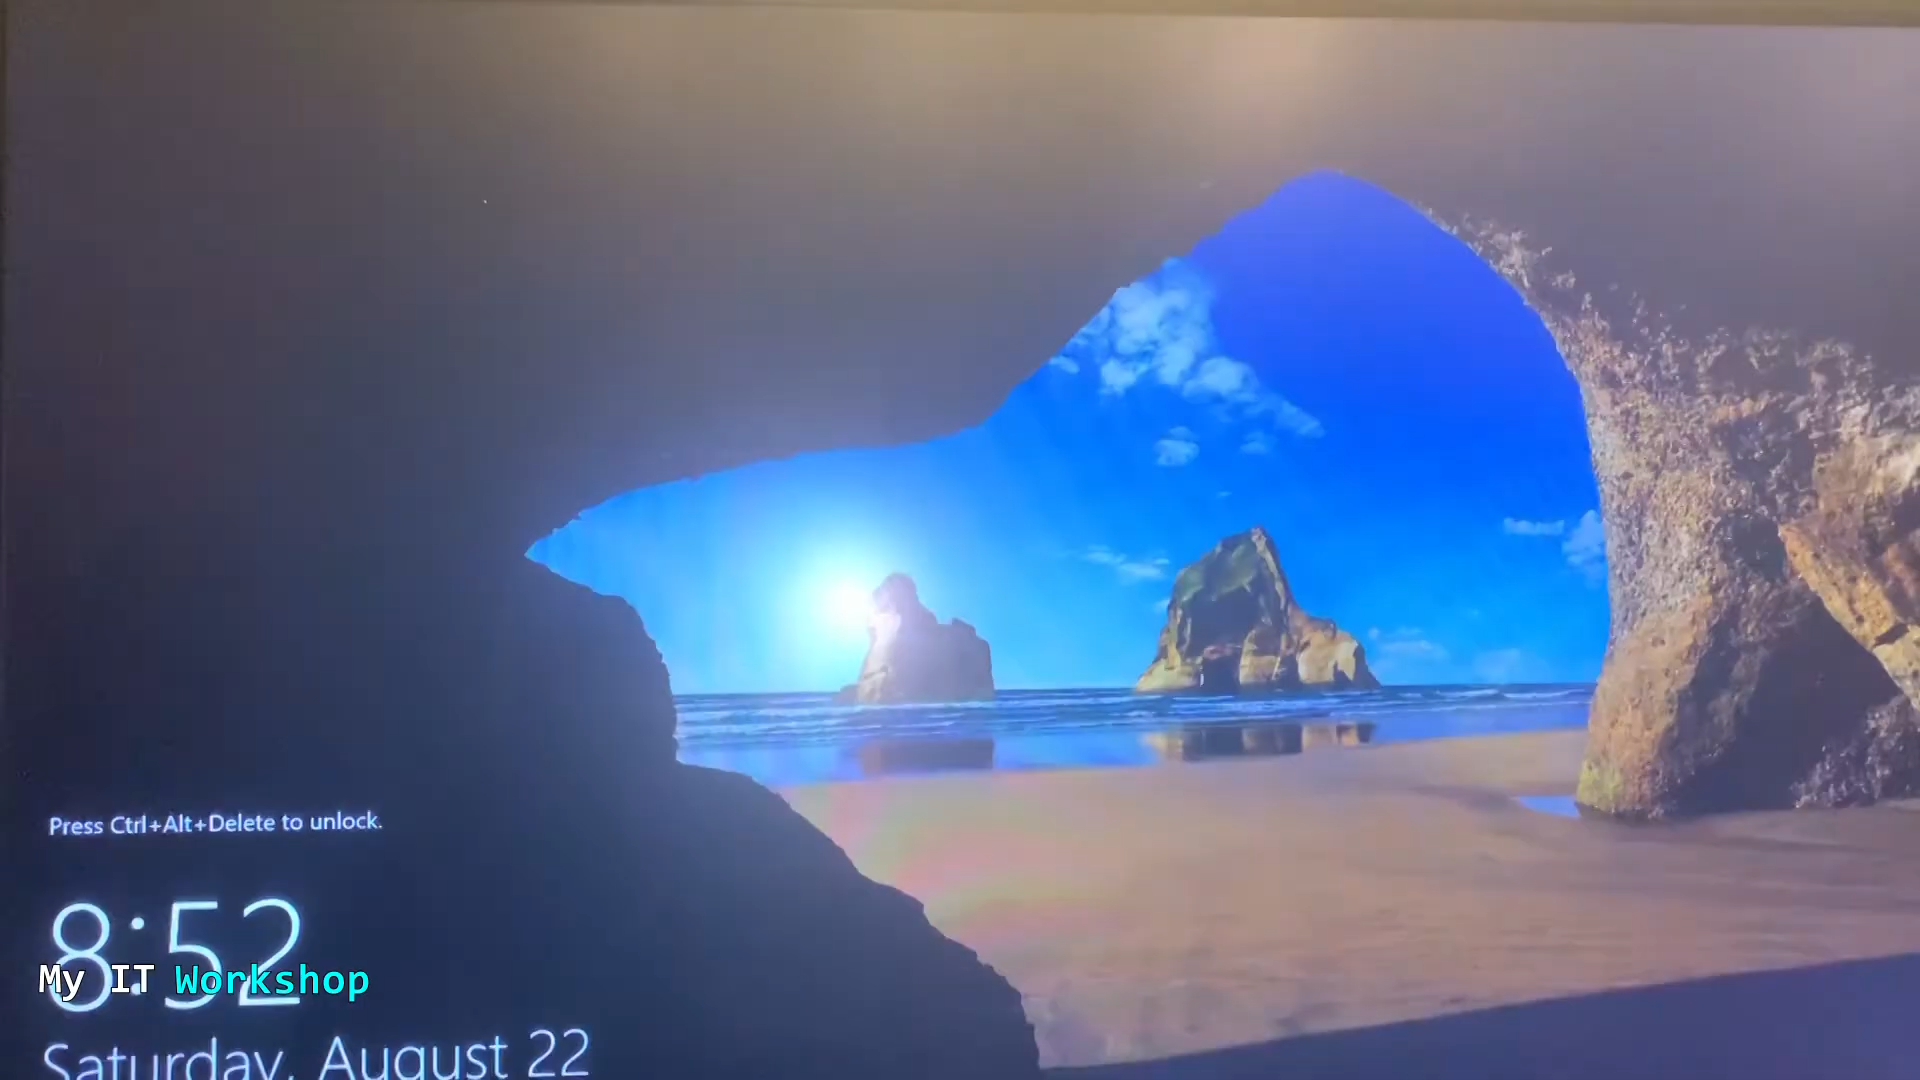 Press Ctrl+Alt+Delete to unlock.
8:52
My IT Workshop
Saturday, August 22